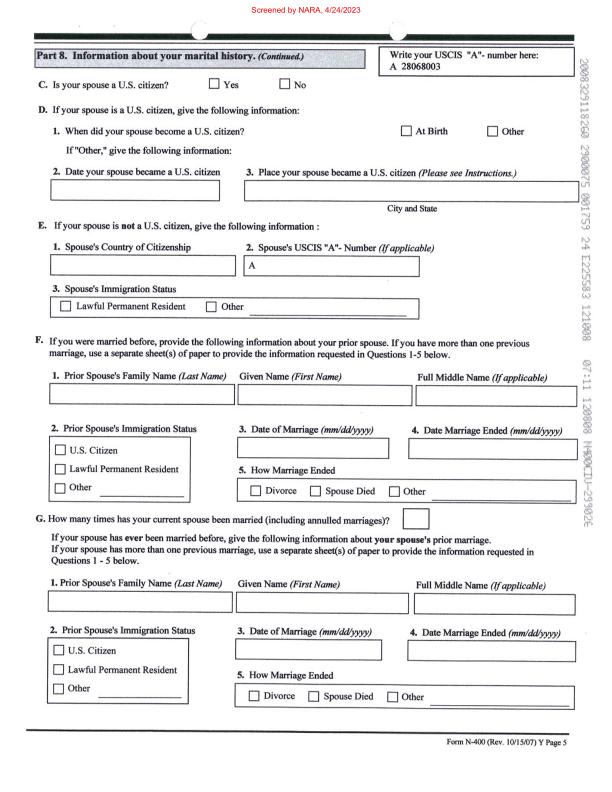 Screened by NARA, 4/24/2023
Part 8. Information about your marital history. (Continued.)
Write your USCIS "A"- number here:
A 28068003
C. Is your spouse a U.S. citizen? Yes No
D. If your spouse is a U.S. citizen, give the following information:
1. When did your spouse become a U.S. citizen? At Birth Other
If "Other," give the following information:
2. Date your spouse became a U.S. citizen 3. Place your spouse became a U.S. citizen (Please see Instructions.)
City and State
E. If your spouse is not a U.S. citizen, give the following information :
1. Spouse's Country of Citizenship 2. Spouse's USCIS "A"- Number (If applicable)
A
3. Spouse's Immigration Status
Lawful Permanent Resident Other
F. If you were married before, provide the following information about your prior spouse. If you have more than one previous
marriage, use a separate sheet(s) of paper to provide the information requested in Questions 1-5 below.
1. Prior Spouse's Family Name (Last Name) Given Name (First Name) Full Middle Name (If applicable)
2. Prior Spouse's Immigration Status 3. Date of Marriage (mm/dd/yyyy) 4. Date Marriage Ended (mm/dd/yyyy)
U.S. Citizen
Lawful Permanent Resident 5. How Marriage Ended
Other Divorce Spouse Died Other
G. How many times has your current spouse been married (including annulled marriages)?
If your spouse has ever been married before, give the following information about your spouse's prior marriage.
If your spouse has more than one previous marriage, use a separate sheet(s) of paper to provide the information requested in
Questions 1 - 5 below.
1. Prior Spouse's Family Name (Last Name) Given Name (First Name) Full Middle Name (If applicable)
2. Prior Spouse's Immigration Status 3. Date of Marriage (mm/dd/yyyy) 4. Date Marriage Ended (mm/dd/yyyy)
U.S. Citizen
Lawful Permanent Resident 5. How Marriage Ended
Other Divorce Spouse Died Other
Form N-400 (Rev. 10/15/07) Y Page 5
2008329118260 2900075 001759 24 E225583 121008 07:11 120808 N400CIU-299026